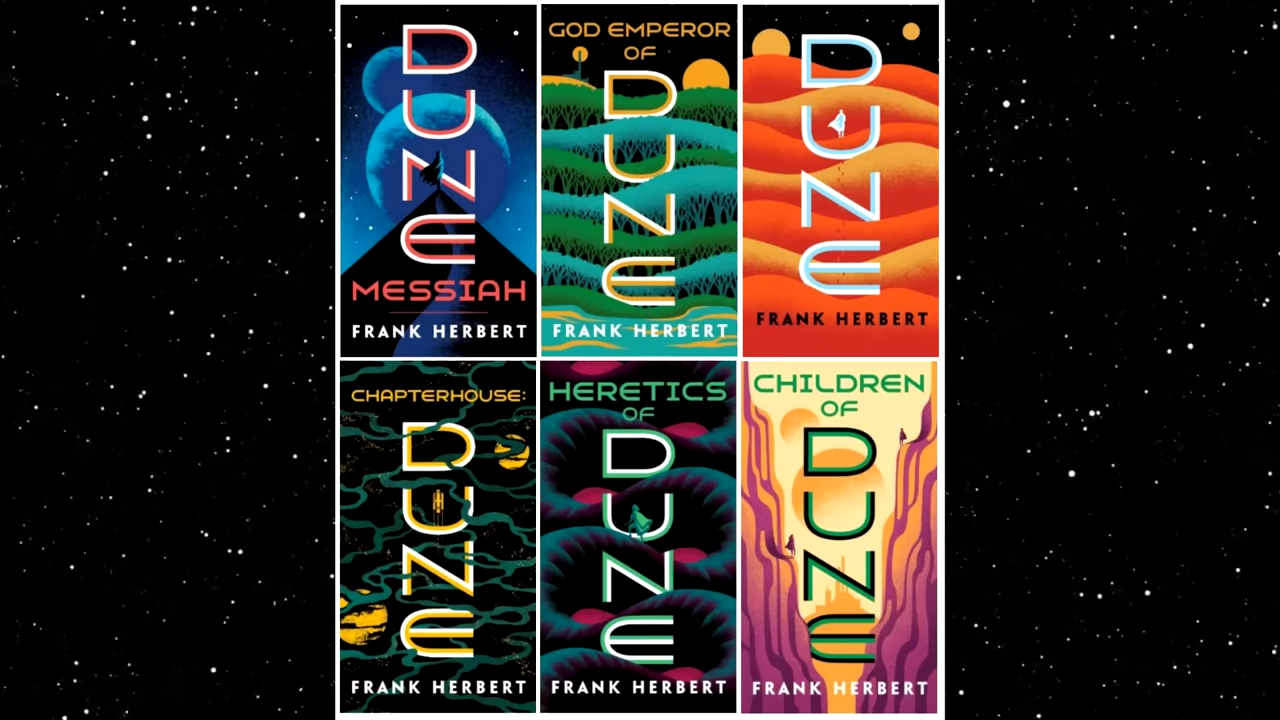 DUNE
MESSIAH
FRANK HERBERT
GOD EMPEROR
OF
DUNE
FRANK HERBERT
DUNE
FRANK HERBERT
CHAPTERHOUSE:
DUNE
FRANK HERBERT
HERETICS
OF
DUNE
FRANK HERBERT
CHILDREN
OF
DUNE
FRANK HERBERT